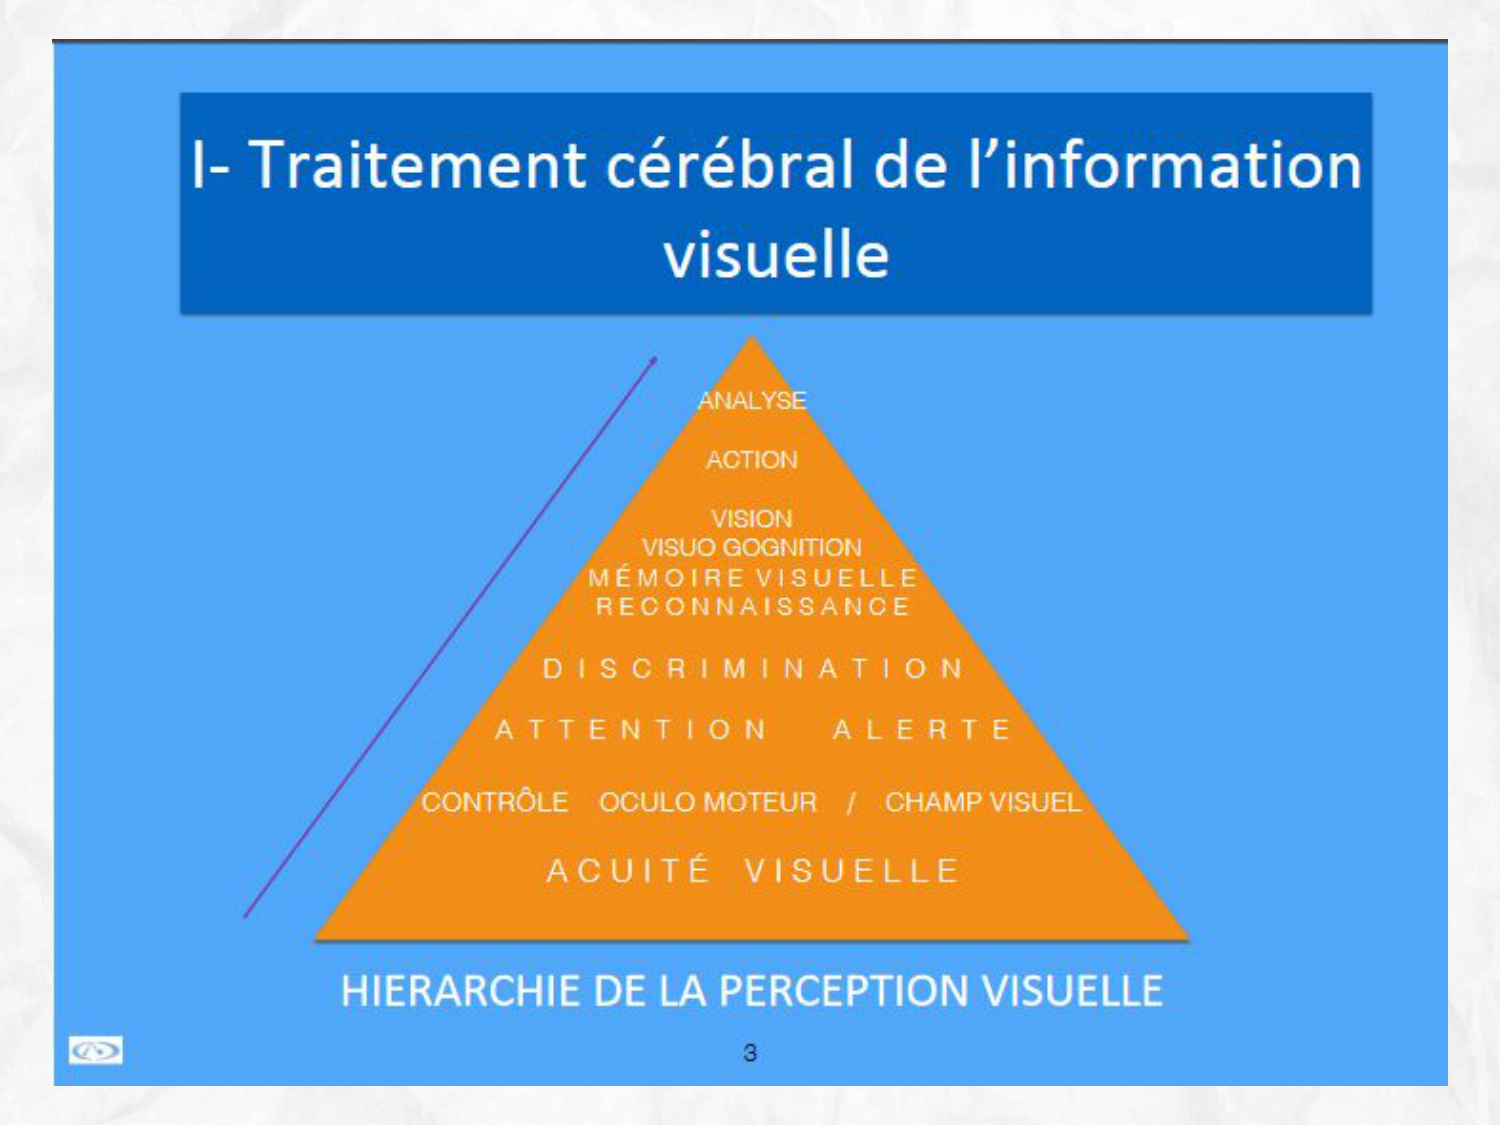 I- Traitement cérébral de l’information
visuelle
ANALYSE
ACTION
VISION
VISUO GOGNITION
MÉMOIRE VISUELLE
RECONNAISSANCE
DISCRIMINATION
ATTENTION ALERTE
CONTRÔLE OCULO MOTEUR / CHAMP VISUEL
ACUITÉ VISUELLE
HIERARCHIE DE LA PERCEPTION VISUELLE
3